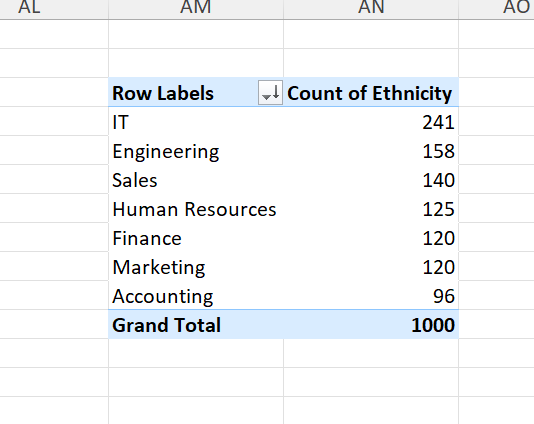 AL AM AN AO
Row Labels Count of Ethnicity
IT 241
Engineering 158
Sales 140
Human Resources 125
Finance 120
Marketing 120
Accounting 96
Grand Total 1000